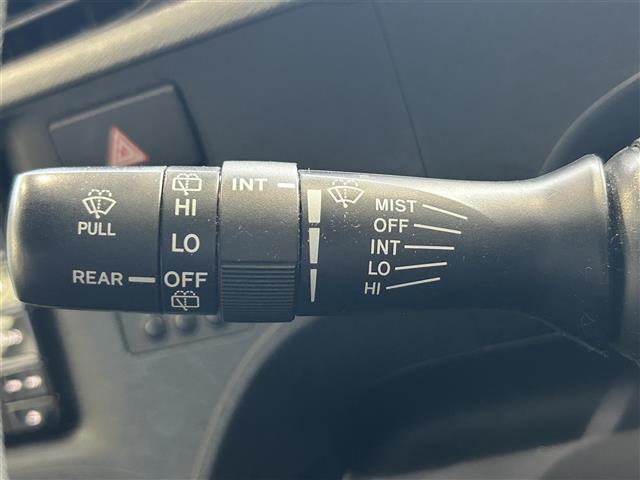 PULL
REAR
HI
LO
OFF
INT
MIST
OFF
INT
LO
HI